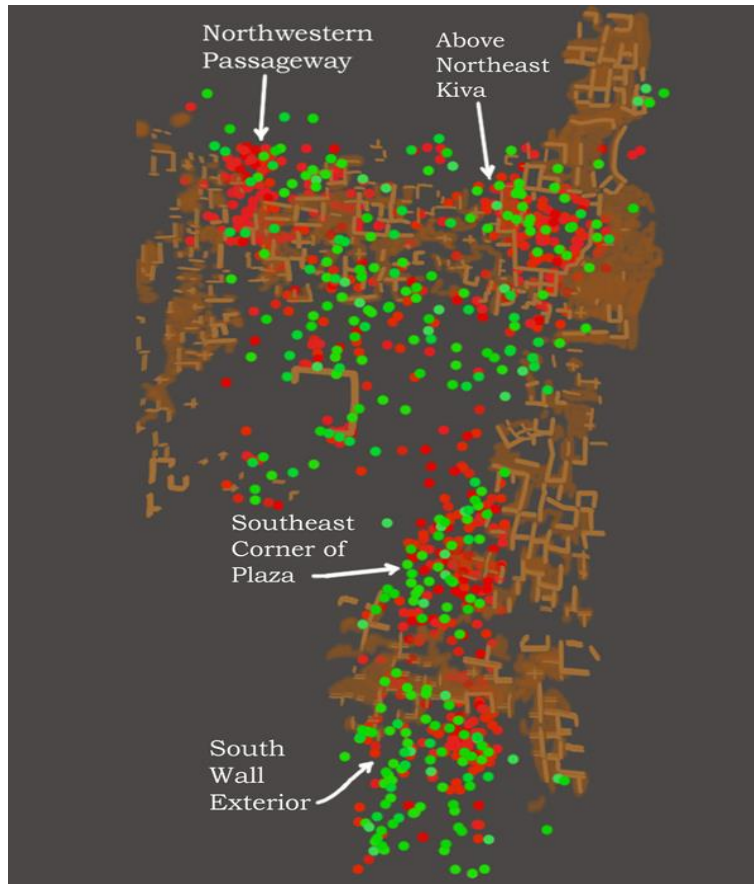 Northwestern
Passageway
Above
Northeast
Kiva
Southeast
Corner of
Plaza
South
Wall
Exterior